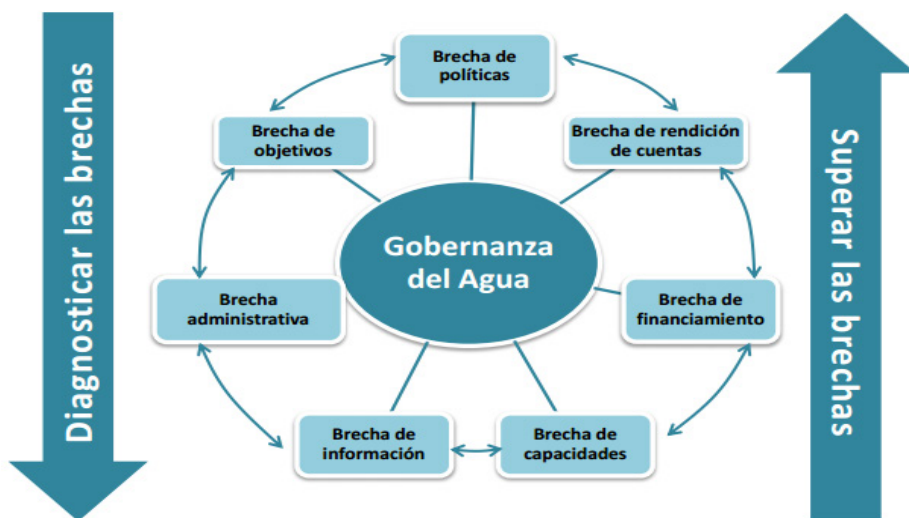 Diagnosticar las brechas
Brecha de
políticas
Brecha de
objetivos
Brecha de rendición
de cuentas
Gobernanza
del Agua
Brecha
administrativa
Brecha de
financiamiento
Brecha de
información
Brecha de
capacidades
Superar las brechas